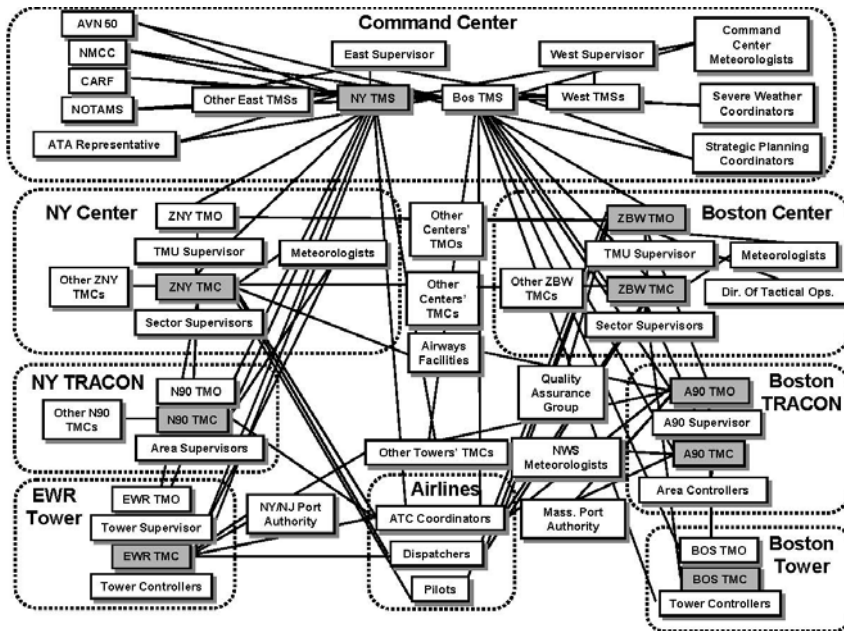 Command Center
AVN 50
NMCC
CARF
NOTAMS
ATA Representative
East Supervisor
West Supervisor
Command
Center
Meteorologists
Other East TMSs
NY TMS
Bos TMS
West TMSs
Severe Weather
Coordinators
Strategic Planning
Coordinators
NY Center
ZNY TMO
TMU Supervisor
Meteorologists
Other ZNY
TMCs
ZNY TMC
Sector Supervisors
Other
Centers'
TMOs
Other
Centers'
TMCs
Airways
Facilities
Boston Center
ZBW TMO
TMU Supervisor
Meteorologists
Other ZBW
TMCs
ZBW TMC
Dir. Of Tactical Ops.
Sector Supervisors
NY TRACON
N90 TMO
Other N90
TMCs
N90 TMC
Area Supervisors
Quality
Assurance
Group
Other Towers' TMCs
NWS
Meteorologists
Boston
TRACON
A90 TMO
A90 Supervisor
A90 TMC
Area Controllers
EWR
Tower
EWR TMO
Tower Supervisor
EWR TMC
Tower Controllers
NY/NJ Port
Authority
Airlines
ATC Coordinators
Dispatchers
Pilots
Mass. Port
Authority
Boston
Tower
BOS TMO
BOS TMC
Tower Controllers